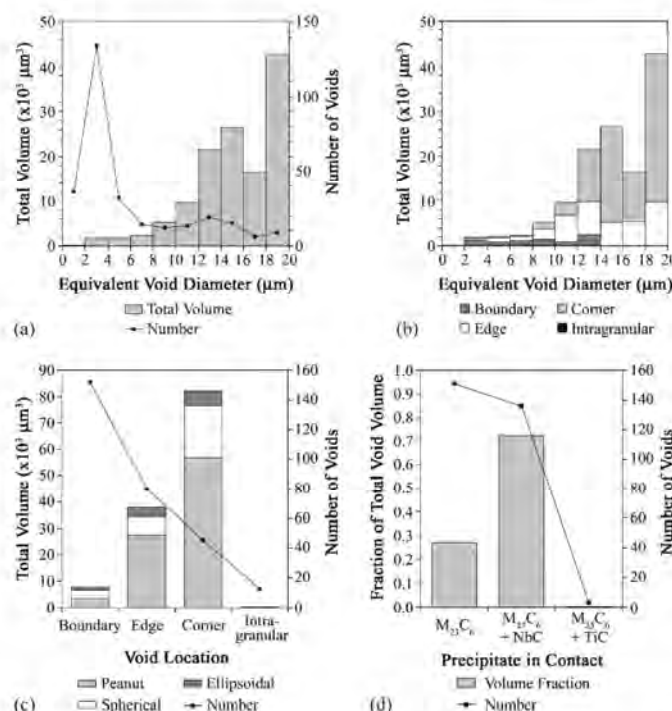 50
40
30
20
10
0
Total Volume (x10³ μm³)
150
100
50
0
Number of Voids
0 2 4 6 8 10 12 14 16 18 20
Equivalent Void Diameter (μm)
Total Volume
Number
(a)
50
40
30
20
10
0
Total Volume (x10³ μm³)
0 2 4 6 8 10 12 14 16 18 20
Equivalent Void Diameter (μm)
Boundary Corner
Edge Intragranular
(b)
90
80
70
60
50
40
30
20
10
0
Total Volume (x10³ μm³)
160
140
120
100
80
60
40
20
0
Number of Voids
Boundary Edge Corner Intra-
granular
Void Location
Peanut Ellipsoidal
Spherical Number
(c)
1.0
0.9
0.8
0.7
0.6
0.5
0.4
0.3
0.2
0.1
0.0
Fraction of Total Void Volume
160
140
120
100
80
60
40
20
0
Number of Voids
M₂₃C₆ M₂₃C₆ M₂₃C₆
+ NbC + TiC
Precipitate in Contact
Volume Fraction
Number
(d)